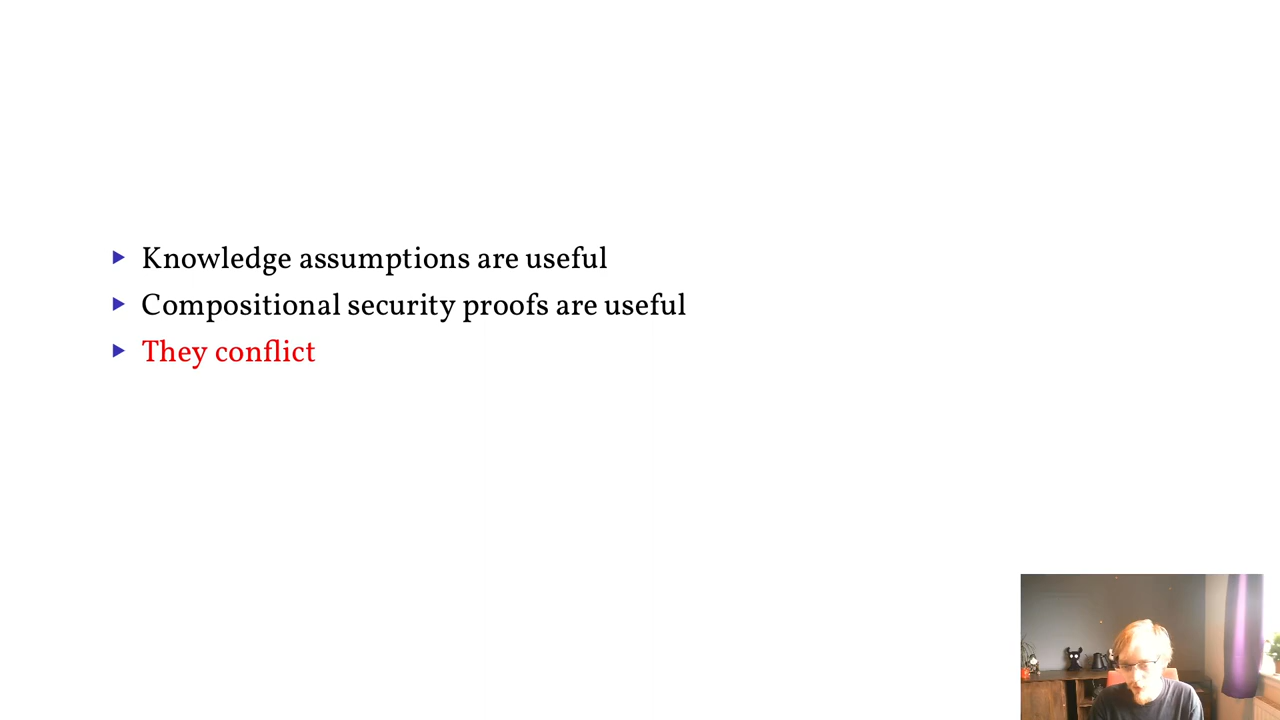 Knowledge assumptions are useful
Compositional security proofs are useful
They conflict